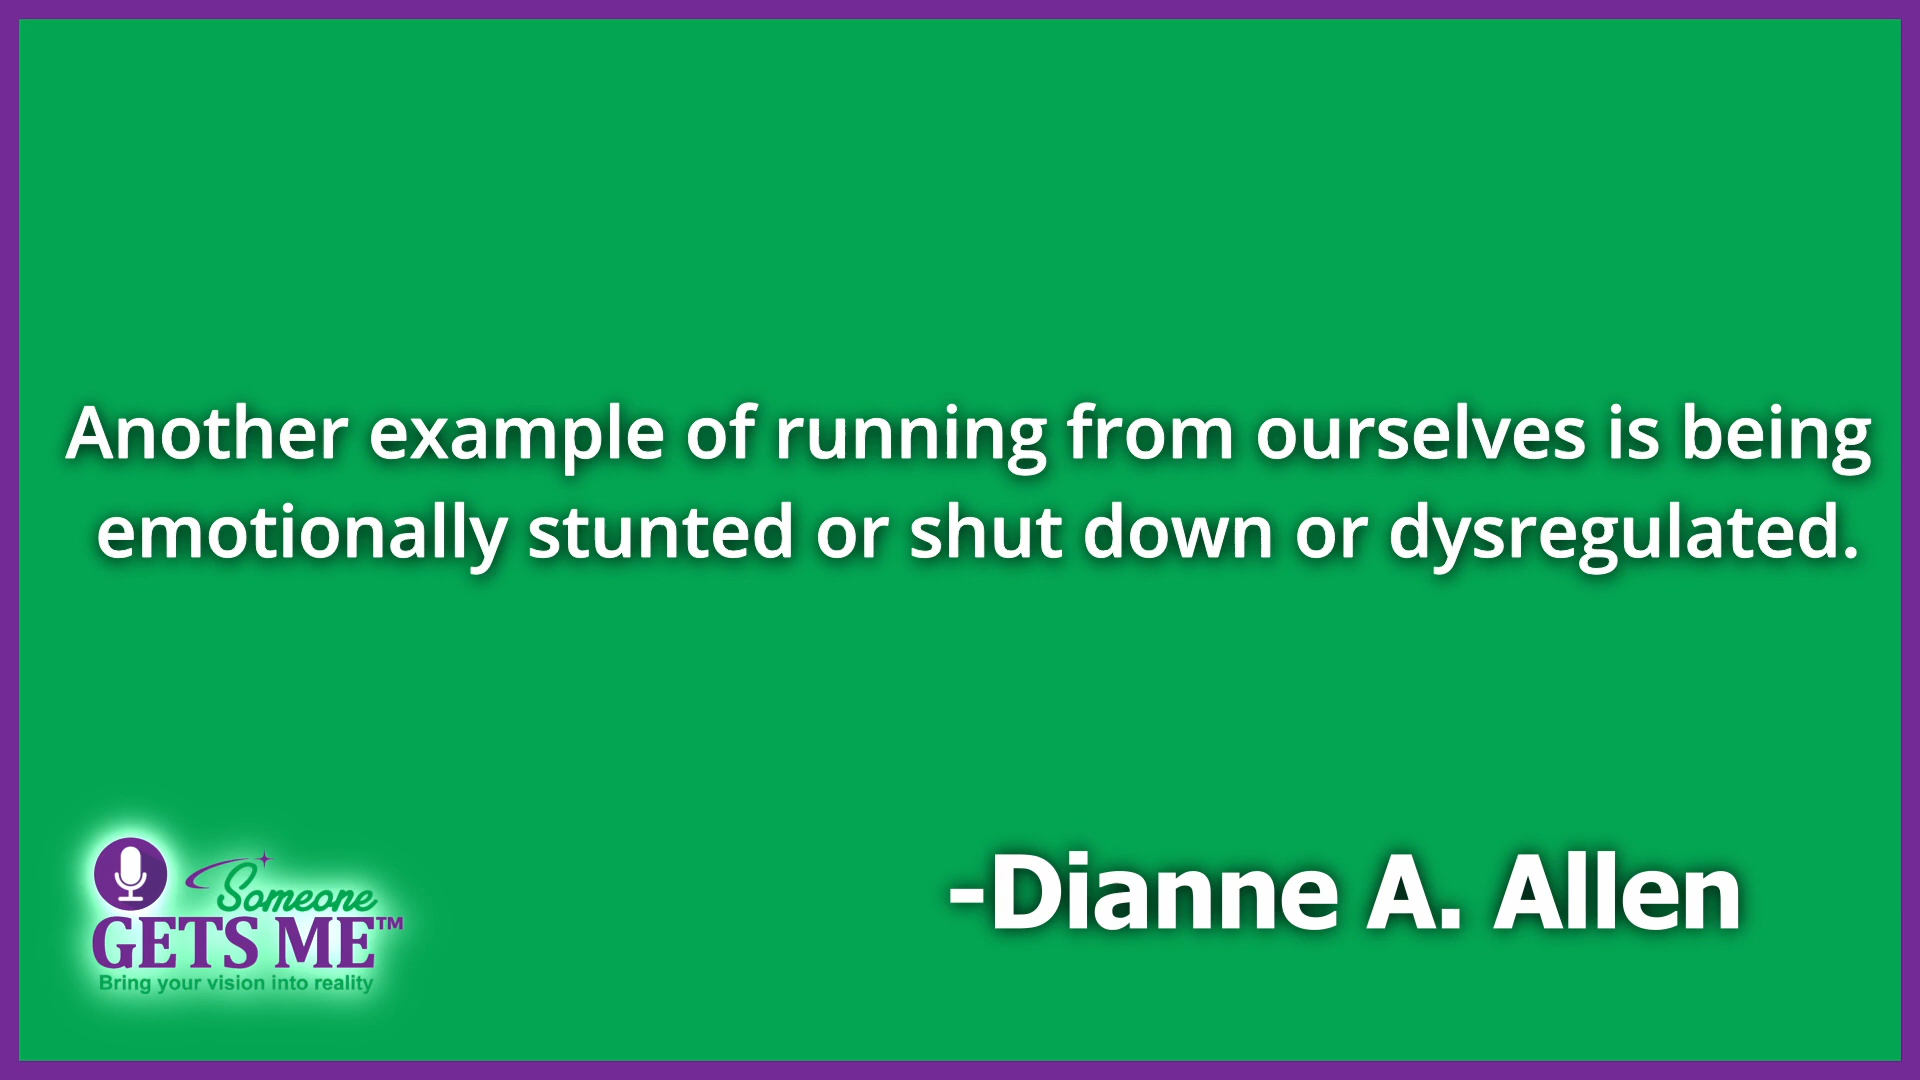 Another example of running from ourselves is being
emotionally stunted or shut down or dysregulated.
-Dianne A. Allen
Someone
GETS ME™
Bring your vision into reality